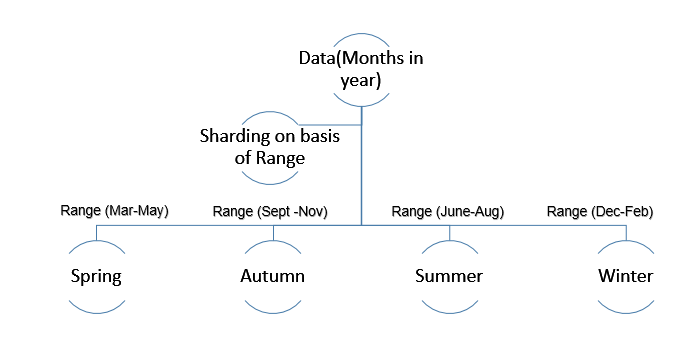 Data(Months in
year)
Sharding on basis
of Range
Range (Mar-May)
Range (Sept -Nov)
Range (June-Aug)
Range (Dec-Feb)
Spring
Autumn
Summer
Winter